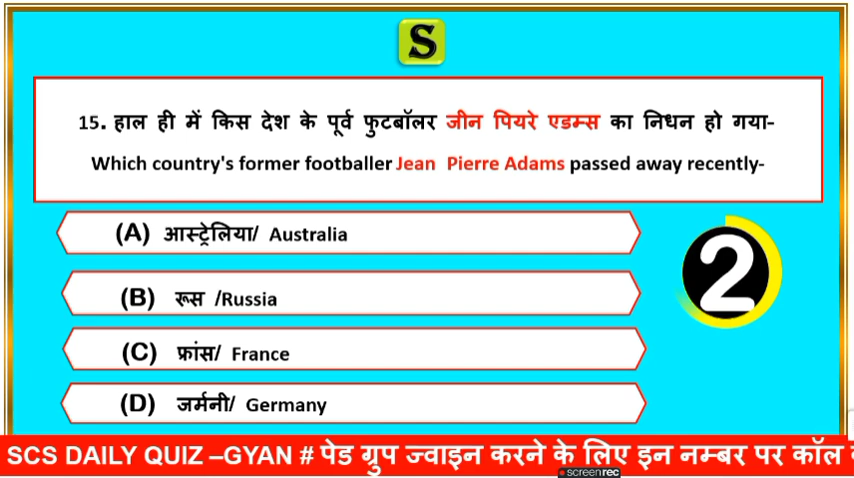 S
15. हाल ही में किस देश के पूर्व फुटबॉलर जीन पियरे एडम्स का निधन हो गया-
Which country's former footballer Jean Pierre Adams passed away recently-
(A) आस्ट्रेलिया/ Australia
2
(B) रूस /Russia
(C) फ्रांस/ France
(D) जर्मनी/ Germany
SCS DAILY QUIZ –GYAN # पेड ग्रुप ज्वाइन करने के लिए इन नम्बर पर कॉल
screenrec